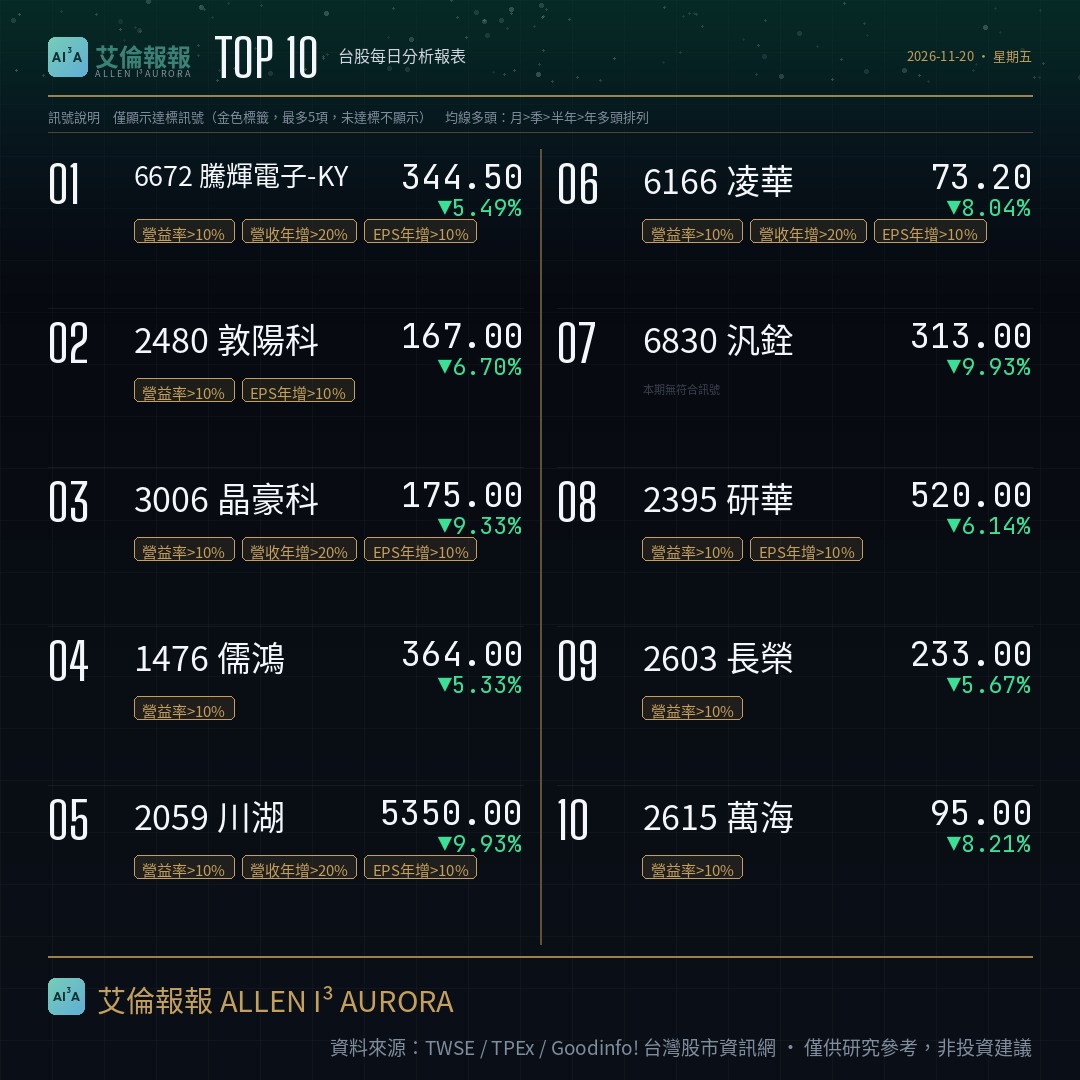 AI³A 艾倫報報 TOP 10 台股每日分析報表 2026-11-20 · 星期五
ALLEN I³AURORA
訊號說明 僅顯示達標訊號（金色標籤，最多5項，未達標不顯示） 均線多頭：月>季>半年>年多頭排列
01 6672 騰輝電子-KY 344.50
▼5.49%
營益率>10% 營收年增>20% EPS年增>10%
02 2480 敦陽科 167.00
▼6.70%
營益率>10% EPS年增>10%
03 3006 晶豪科 175.00
▼9.33%
營益率>10% 營收年增>20% EPS年增>10%
04 1476 儒鴻 364.00
▼5.33%
營益率>10%
05 2059 川湖 5350.00
▼9.93%
營益率>10% 營收年增>20% EPS年增>10%
06 6166 凌華 73.20
▼8.04%
營益率>10% 營收年增>20% EPS年增>10%
07 6830 汎銓 313.00
▼9.93%
本期無符合訊號
08 2395 研華 520.00
▼6.14%
營益率>10% EPS年增>10%
09 2603 長榮 233.00
▼5.67%
營益率>10%
10 2615 萬海 95.00
▼8.21%
營益率>10%
AI³A 艾倫報報 ALLEN I³ AURORA
資料來源：TWSE / TPEx / Goodinfo! 台灣股市資訊網 · 僅供研究參考，非投資建議